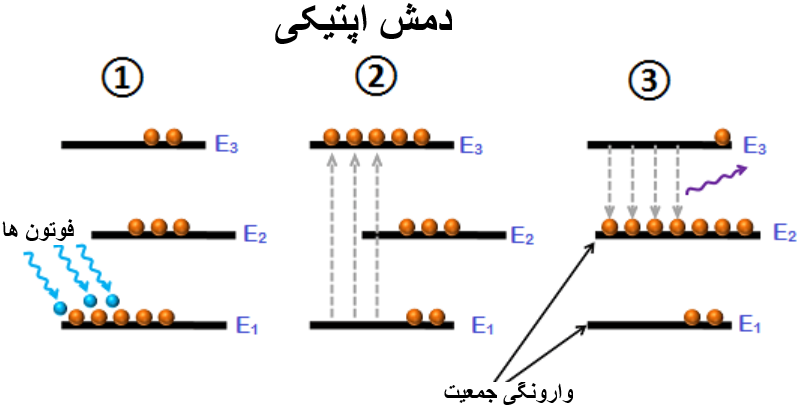 دمش اپتیکی
① ② ③
E3 E3 E3
فوتون ها
E2 E2 E2
E1 E1 E1
وارونگی جمعیت